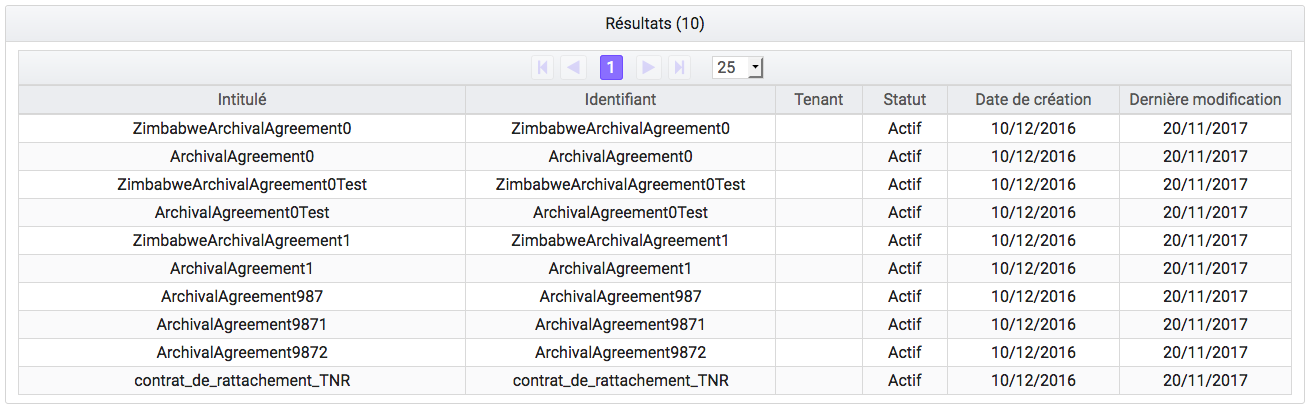 Résultats (10)
1 25
Intitulé Identifiant Tenant Statut Date de création Dernière modification
ZimbabweArchivalAgreement0 ZimbabweArchivalAgreement0 Actif 10/12/2016 20/11/2017
ArchivalAgreement0 ArchivalAgreement0 Actif 10/12/2016 20/11/2017
ZimbabweArchivalAgreement0Test ZimbabweArchivalAgreement0Test Actif 10/12/2016 20/11/2017
ArchivalAgreement0Test ArchivalAgreement0Test Actif 10/12/2016 20/11/2017
ZimbabweArchivalAgreement1 ZimbabweArchivalAgreement1 Actif 10/12/2016 20/11/2017
ArchivalAgreement1 ArchivalAgreement1 Actif 10/12/2016 20/11/2017
ArchivalAgreement987 ArchivalAgreement987 Actif 10/12/2016 20/11/2017
ArchivalAgreement9871 ArchivalAgreement9871 Actif 10/12/2016 20/11/2017
ArchivalAgreement9872 ArchivalAgreement9872 Actif 10/12/2016 20/11/2017
contrat_de_rattachement_TNR contrat_de_rattachement_TNR Actif 10/12/2016 20/11/2017